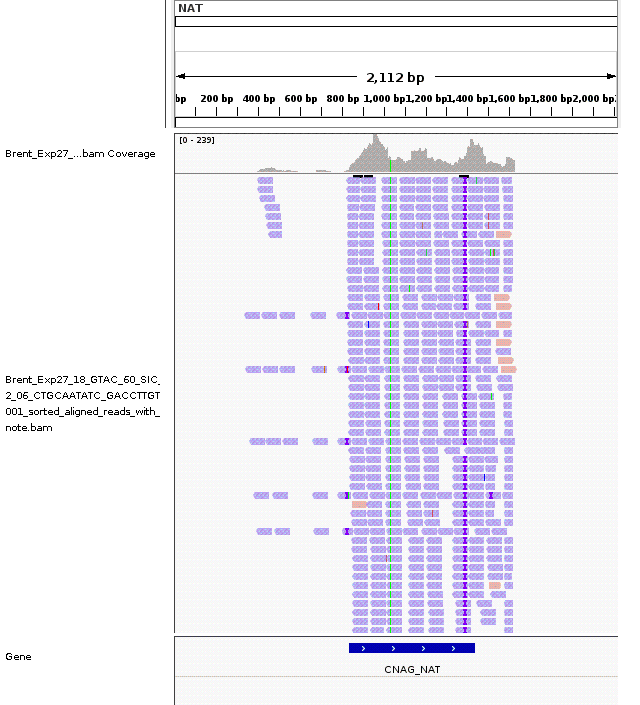 NAT
2,112 bp
bp 200 bp 400 bp 600 bp 800 bp 1,000 bp 1,200 bp 1,400 bp 1,600 bp 1,800 bp 2,000 bp
[0 - 239]
Brent_Exp27_...bam Coverage
Brent_Exp27_18_GTAC_60_SIC_
2_06_CTGCAATATC_GACCTTGT
001_sorted_aligned_reads_with_
note.bam
Gene
CNAG_NAT